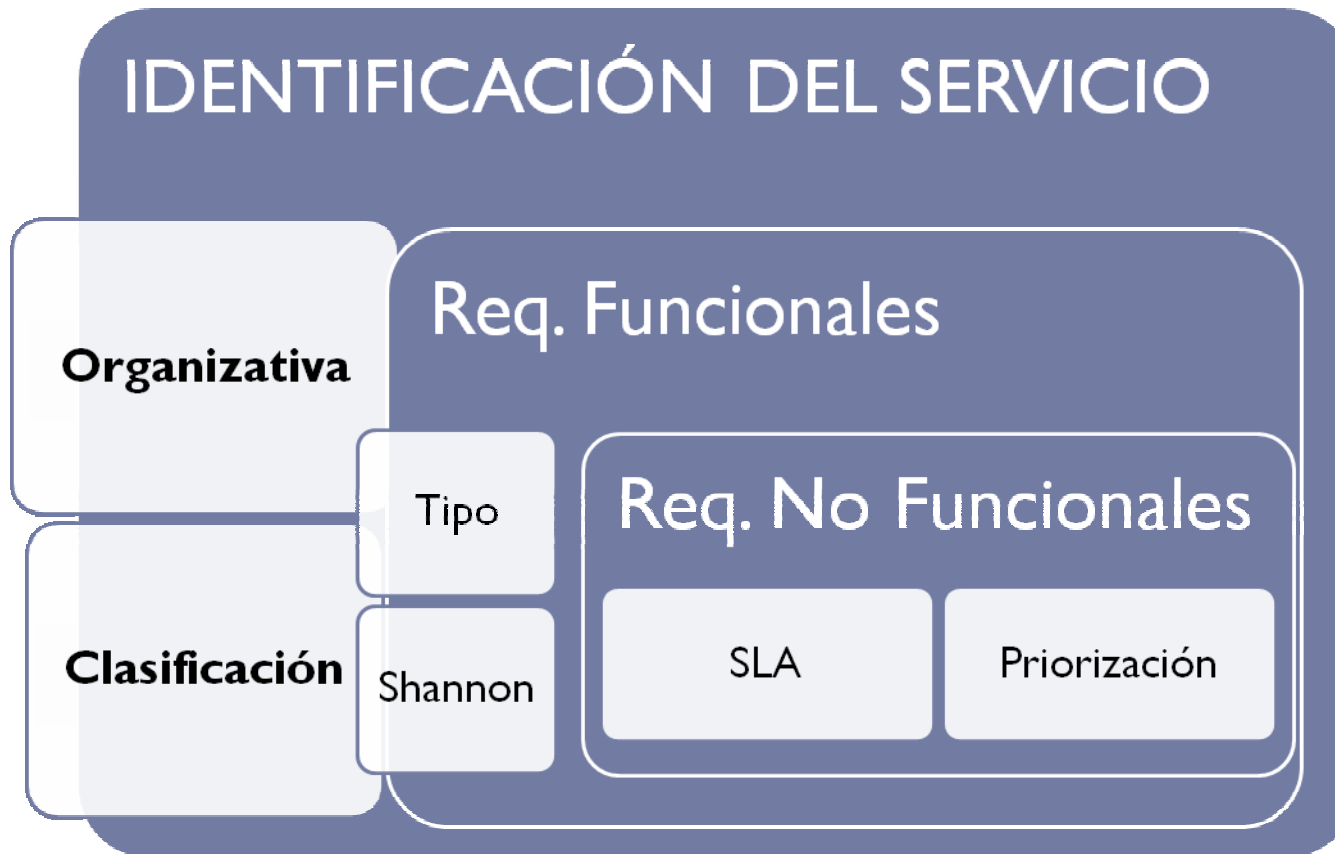 IDENTIFICACIÓN DEL SERVICIO
Organizativa
Clasificación
Req. Funcionales
Tipo
Shannon
Req. No Funcionales
SLA
Priorización